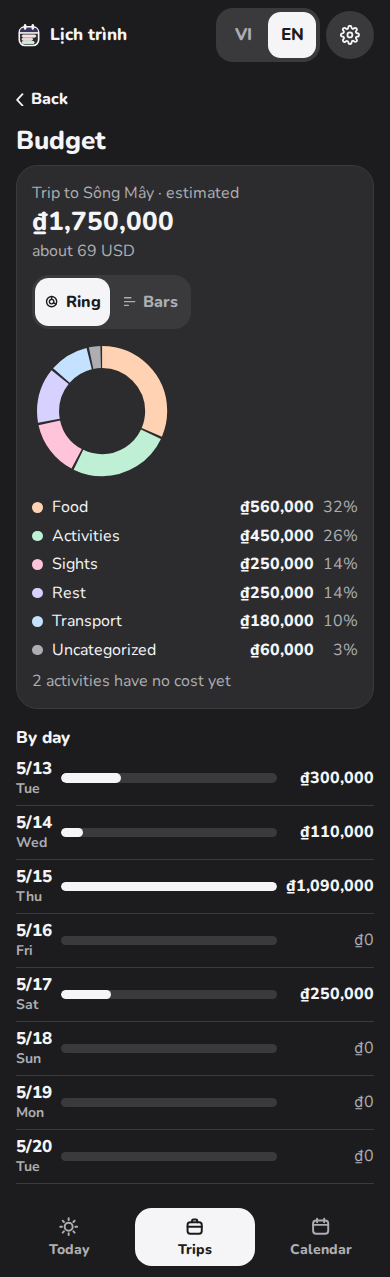 Lịch trình
VI
EN
Back
Budget
Trip to Sông Mây · estimated
₫1,750,000
about 69 USD
Ring
Bars
Food ₫560,000 32%
Activities ₫450,000 26%
Sights ₫250,000 14%
Rest ₫250,000 14%
Transport ₫180,000 10%
Uncategorized ₫60,000 3%
2 activities have no cost yet
By day
5/13
Tue
₫300,000
5/14
Wed
₫110,000
5/15
Thu
₫1,090,000
5/16
Fri
₫0
5/17
Sat
₫250,000
5/18
Sun
₫0
5/19
Mon
₫0
5/20
Tue
₫0
Today
Trips
Calendar